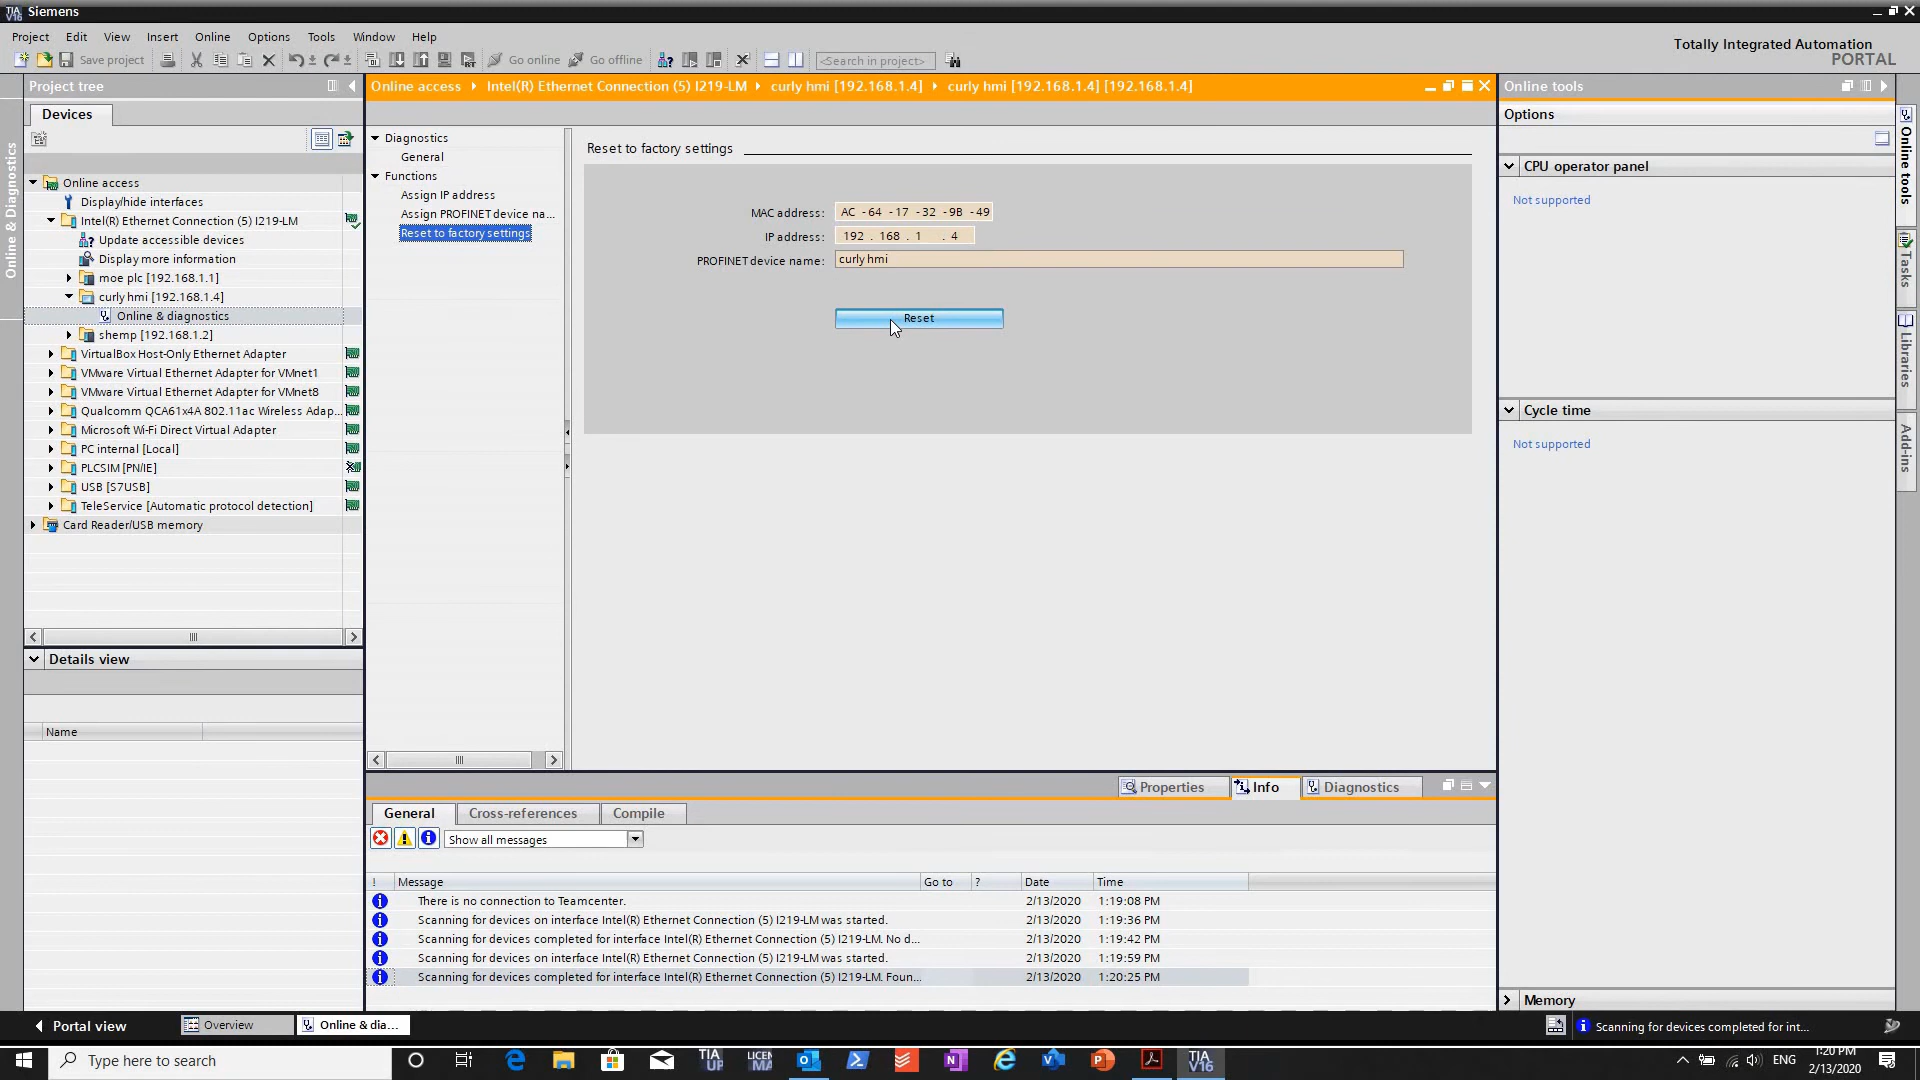 Siemens
Project Edit View Insert Online Options Tools Window Help
Save project
Go online
Go offline
<Search in project>
Totally Integrated Automation
PORTAL
Project tree
Devices
Online & Diagnostics
Online access
Display/hide interfaces
Intel(R) Ethernet Connection (5) I219-LM
Update accessible devices
Display more information
moe plc [192.168.1.1]
curly hmi [192.168.1.4]
Online & diagnostics
shemp [192.168.1.2]
VirtualBox Host-Only Ethernet Adapter
VMware Virtual Ethernet Adapter for VMnet1
VMware Virtual Ethernet Adapter for VMnet8
Qualcomm QCA61x4A 802.11ac Wireless Adap...
Microsoft Wi-Fi Direct Virtual Adapter
PC internal [Local]
PLCSIM [PN/IE]
USB [S7USB]
TeleService [Automatic protocol detection]
Card Reader/USB memory
Details view
Name
Online access Intel(R) Ethernet Connection (5) I219-LM curly hmi [192.168.1.4] curly hmi [192.168.1.4] [192.168.1.4]
Diagnostics
General
Functions
Assign IP address
Assign PROFINET device na...
Reset to factory settings
Reset to factory settings
MAC address: AC -64 -17 -32 -9B -49
IP address: 192 . 168 . 1 . 4
PROFINET device name: curly hmi
Reset
Properties Info Diagnostics
General Cross-references Compile
Show all messages
! Message Go to ? Date Time
There is no connection to Teamcenter. 2/13/2020 1:19:08 PM
Scanning for devices on interface Intel(R) Ethernet Connection (5) I219-LM was started. 2/13/2020 1:19:36 PM
Scanning for devices completed for interface Intel(R) Ethernet Connection (5) I219-LM. No d... 2/13/2020 1:19:42 PM
Scanning for devices on interface Intel(R) Ethernet Connection (5) I219-LM was started. 2/13/2020 1:19:59 PM
Scanning for devices completed for interface Intel(R) Ethernet Connection (5) I219-LM. Foun... 2/13/2020 1:20:25 PM
Online tools
Options
CPU operator panel
Not supported
Cycle time
Not supported
Memory
Online tools
Tasks
Libraries
Add-ins
Portal view
Overview
Online & dia...
Scanning for devices completed for int...
Type here to search
ENG
1:20 PM
2/13/2020